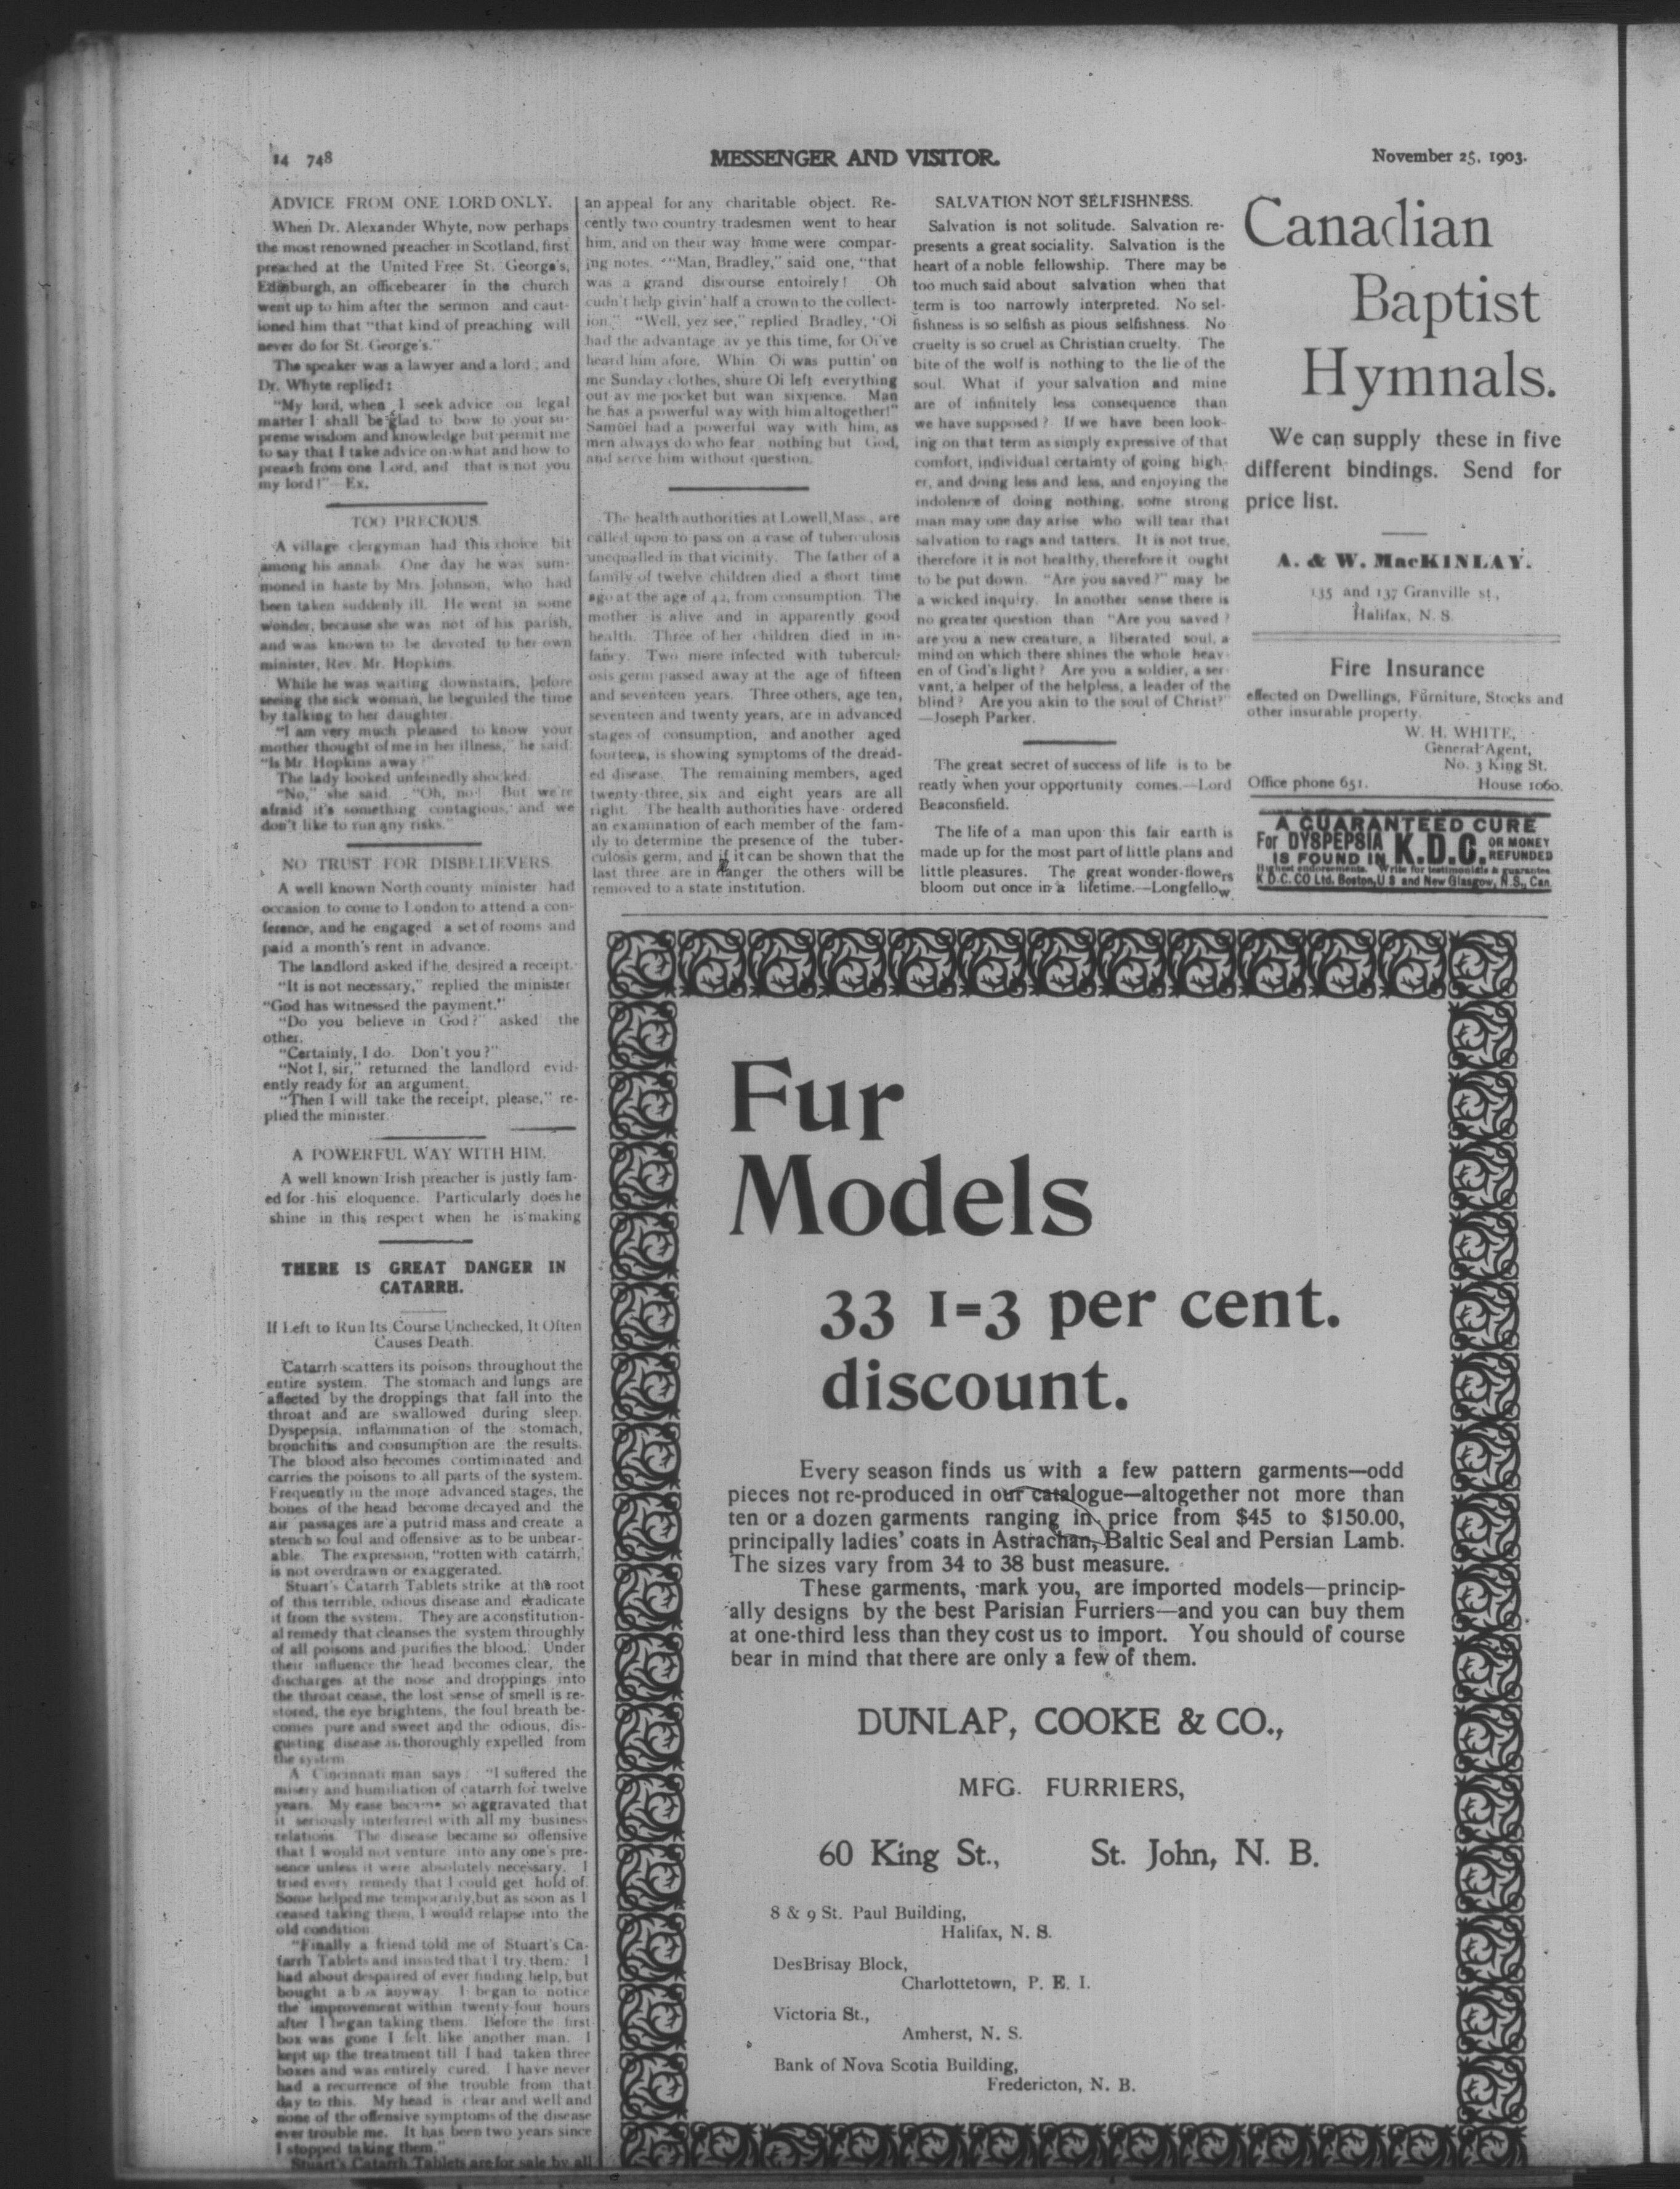 14 748
MESSENGER AND VISITOR.
November 25, 1903.
ADVICE FROM ONE LORD ONLY.
When Dr. Alexander Whyte, now perhaps
the most renowned preacher in Scotland, first
preached at the United Free St. George's,
Edinburgh, an officebearer in the church
went up to him after the sermon and caut-
ioned him that "that kind of preaching will
never do for St. George's."
The speaker was a lawyer and a lord; and
Dr. Whyte replied:
"My lord, when I seek advice on legal
matter I shall be glad to bow to your su-
preme wisdom and knowledge but permit me
to say that I take advice on what and how to
preach from one Lord, and that is not you
my lord!"—Ex.
TOO PRECIOUS.
A village clergyman had this choice bit
among his annals. One day he was sum-
moned in haste by Mrs. Johnson, who had
been taken suddenly ill. He went in some
wonder, because she was not of his parish,
and was known to be devoted to her own
minister, Rev. Mr. Hopkins.
While he was waiting downstairs, before
seeing the sick woman, he beguiled the time
by talking to her daughter.
"I am very much pleased to know your
mother thought of me in her illness," he said.
"Is Mr. Hopkins away?"
The lady looked unfeinedly shocked.
"No," she said. "Oh, no! But we're
afraid it's something contagious, and we
don't like to run any risks."
NO TRUST FOR DISBELIEVERS.
A well known North county minister had
occasion to come to London to attend a con-
ference, and he engaged a set of rooms and
paid a month's rent in advance.
The landlord asked if he desired a receipt.
"It is not necessary," replied the minister
"God has witnessed the payment."
"Do you believe in God?" asked the
other.
"Certainly, I do. Don't you?"
"Not I, sir," returned the landlord evid-
ently ready for an argument.
"Then I will take the receipt, please," re-
plied the minister.
A POWERFUL WAY WITH HIM.
A well known Irish preacher is justly fam-
ed for his eloquence. Particularly does he
shine in this respect when he is making
THERE IS GREAT DANGER IN
CATARRH.
If Left to Run Its Course Unchecked, It Often
Causes Death.
Catarrh scatters its poisons throughout the
entire system. The stomach and lungs are
affected by the droppings that fall into the
throat and are swallowed during sleep.
Dyspepsia, inflammation of the stomach,
bronchitis and consumption are the results.
The blood also becomes contiminated and
carries the poisons to all parts of the system.
Frequently in the more advanced stages, the
bones of the head become decayed and the
air passages are a putrid mass and create a
stench so foul and offensive as to be unbear-
able. The expression, "rotten with catarrh,"
is not overdrawn or exaggerated.
Stuart's Catarrh Tablets strike at the root
of this terrible, odious disease and eradicate
it from the system. They are a constitution-
al remedy that cleanses the system throughly
of all poisons and purifies the blood. Under
their influence the head becomes clear, the
discharges at the nose and droppings into
the throat cease, the lost sense of smell is re-
stored, the eye brightens, the foul breath be-
comes pure and sweet and the odious, dis-
gusting disease is thoroughly expelled from
the system.
A Cincinnati man says: "I suffered the
misery and humiliation of catarrh for twelve
years. My case became so aggravated that
it seriously interferred with all my business
relations. The disease became so offensive
that I would not venture into any one's pre-
sence unless it were absolutely necessary. I
tried every remedy that I could get hold of.
Some helped me temporarily, but as soon as I
ceased taking them, I would relapse into the
old condition.
"Finally a friend told me of Stuart's Ca-
tarrh Tablets and insisted that I try them. I
had about despaired of ever finding help, but
bought a box anyway. I began to notice
the improvement within twenty-four hours
after I began taking them. Before the first
box was gone I felt like another man. I
kept up the treatment till I had taken three
boxes and was entirely cured. I have never
had a recurrence of the trouble from that
day to this. My head is clear and well and
none of the offensive symptoms of the disease
ever trouble me. It has been two years since
I stopped taking them."
Stuart's Catarrh Tablets are for sale by all
an appeal for any charitable object. Re-
cently two country tradesmen went to hear
him, and on their way home were compar-
ing notes. "Man, Bradley," said one, "that
was a grand discourse entoirely! Oh
cudn't help givin' half a crown to the collect-
ion." "Well, yez see," replied Bradley, "Oi
had the advantage av ye this time, for Oi've
heard him afore. Whin Oi was puttin' on
me Sunday clothes, shure Oi left everything
out av me pocket but wan sixpence. Man
he has a powerful way with him altogether!"
Samuel had a powerful way with him, as
men always do who fear nothing but God,
and serve him without question.
The health authorities at Lowell, Mass., are
called upon to pass on a case of tuberculosis
unequalled in that vicinity. The father of a
family of twelve children died a short time
ago at the age of 42, from consumption. The
mother is alive and in apparently good
health. Three of her children died in in-
fancy. Two more infected with tubercul-
osis germ passed away at the age of fifteen
and seventeen years. Three others, age ten,
seventeen and twenty years, are in advanced
stages of consumption, and another aged
fourteen, is showing symptoms of the dread-
ed disease. The remaining members, aged
twenty-three, six and eight years are all
right. The health authorities have ordered
an examination of each member of the fam-
ily to determine the presence of the tuber-
culosis germ, and if it can be shown that the
last three are in danger the others will be
removed to a state institution.
SALVATION NOT SELFISHNESS.
Salvation is not solitude. Salvation re-
presents a great sociality. Salvation is the
heart of a noble fellowship. There may be
too much said about salvation when that
term is too narrowly interpreted. No sel-
fishness is so selfish as pious selfishness. No
cruelty is so cruel as Christian cruelty. The
bite of the wolf is nothing to the lie of the
soul. What if your salvation and mine
are of infinitely less consequence than
we have supposed? If we have been look-
ing on that term as simply expressive of that
comfort, individual certainty of going high-
er, and doing less and less, and enjoying the
indolence of doing nothing, some strong
man may one day arise who will tear that
salvation to rags and tatters. It is not true,
therefore it is not healthy, therefore it ought
to be put down. "Are you saved?" may be
a wicked inquiry. In another sense there is
no greater question than "Are you saved?
are you a new creature, a liberated soul, a
mind on which there shines the whole heav-
en of God's light? Are you a soldier, a ser-
vant, a helper of the helpless, a leader of the
blind? Are you akin to the soul of Christ?"
—Joseph Parker.
The great secret of success of life is to be
ready when your opportunity comes.—Lord
Beaconsfield.
The life of a man upon this fair earth is
made up for the most part of little plans and
little pleasures. The great wonder-flowers
bloom out once in a lifetime.—Longfellow
Canadian
Baptist
Hymnals.
We can supply these in five
different bindings. Send for
price list.
A. & W. MacKINLAY.
135 and 137 Granville st.,
Halifax, N. S.
Fire Insurance
effected on Dwellings, Furniture, Stocks and
other insurable property.
W. H. WHITE,
General Agent,
No. 3 King St.
Office phone 651. House 1060.
A GUARANTEED CURE
For DYSPEPSIA K.D.C. OR MONEY
IS FOUND IN REFUNDED
Highest endorsements. Write for testimonials & guarantee.
K.D.C. CO Ltd. Boston, U S and New Glasgow, N.S., Can.
Fur
Models
33 1=3 per cent.
discount.
Every season finds us with a few pattern garments—odd
pieces not re-produced in our catalogue—altogether not more than
ten or a dozen garments ranging in price from $45 to $150.00,
principally ladies' coats in Astrachan, Baltic Seal and Persian Lamb.
The sizes vary from 34 to 38 bust measure.
These garments, mark you, are imported models—princip-
ally designs by the best Parisian Furriers—and you can buy them
at one-third less than they cost us to import. You should of course
bear in mind that there are only a few of them.
DUNLAP, COOKE & CO.,
MFG. FURRIERS,
60 King St., St. John, N. B.
8 & 9 St. Paul Building,
Halifax, N. S.
DesBrisay Block,
Charlottetown, P. E. I.
Victoria St.,
Amherst, N. S.
Bank of Nova Scotia Building,
Fredericton, N. B.